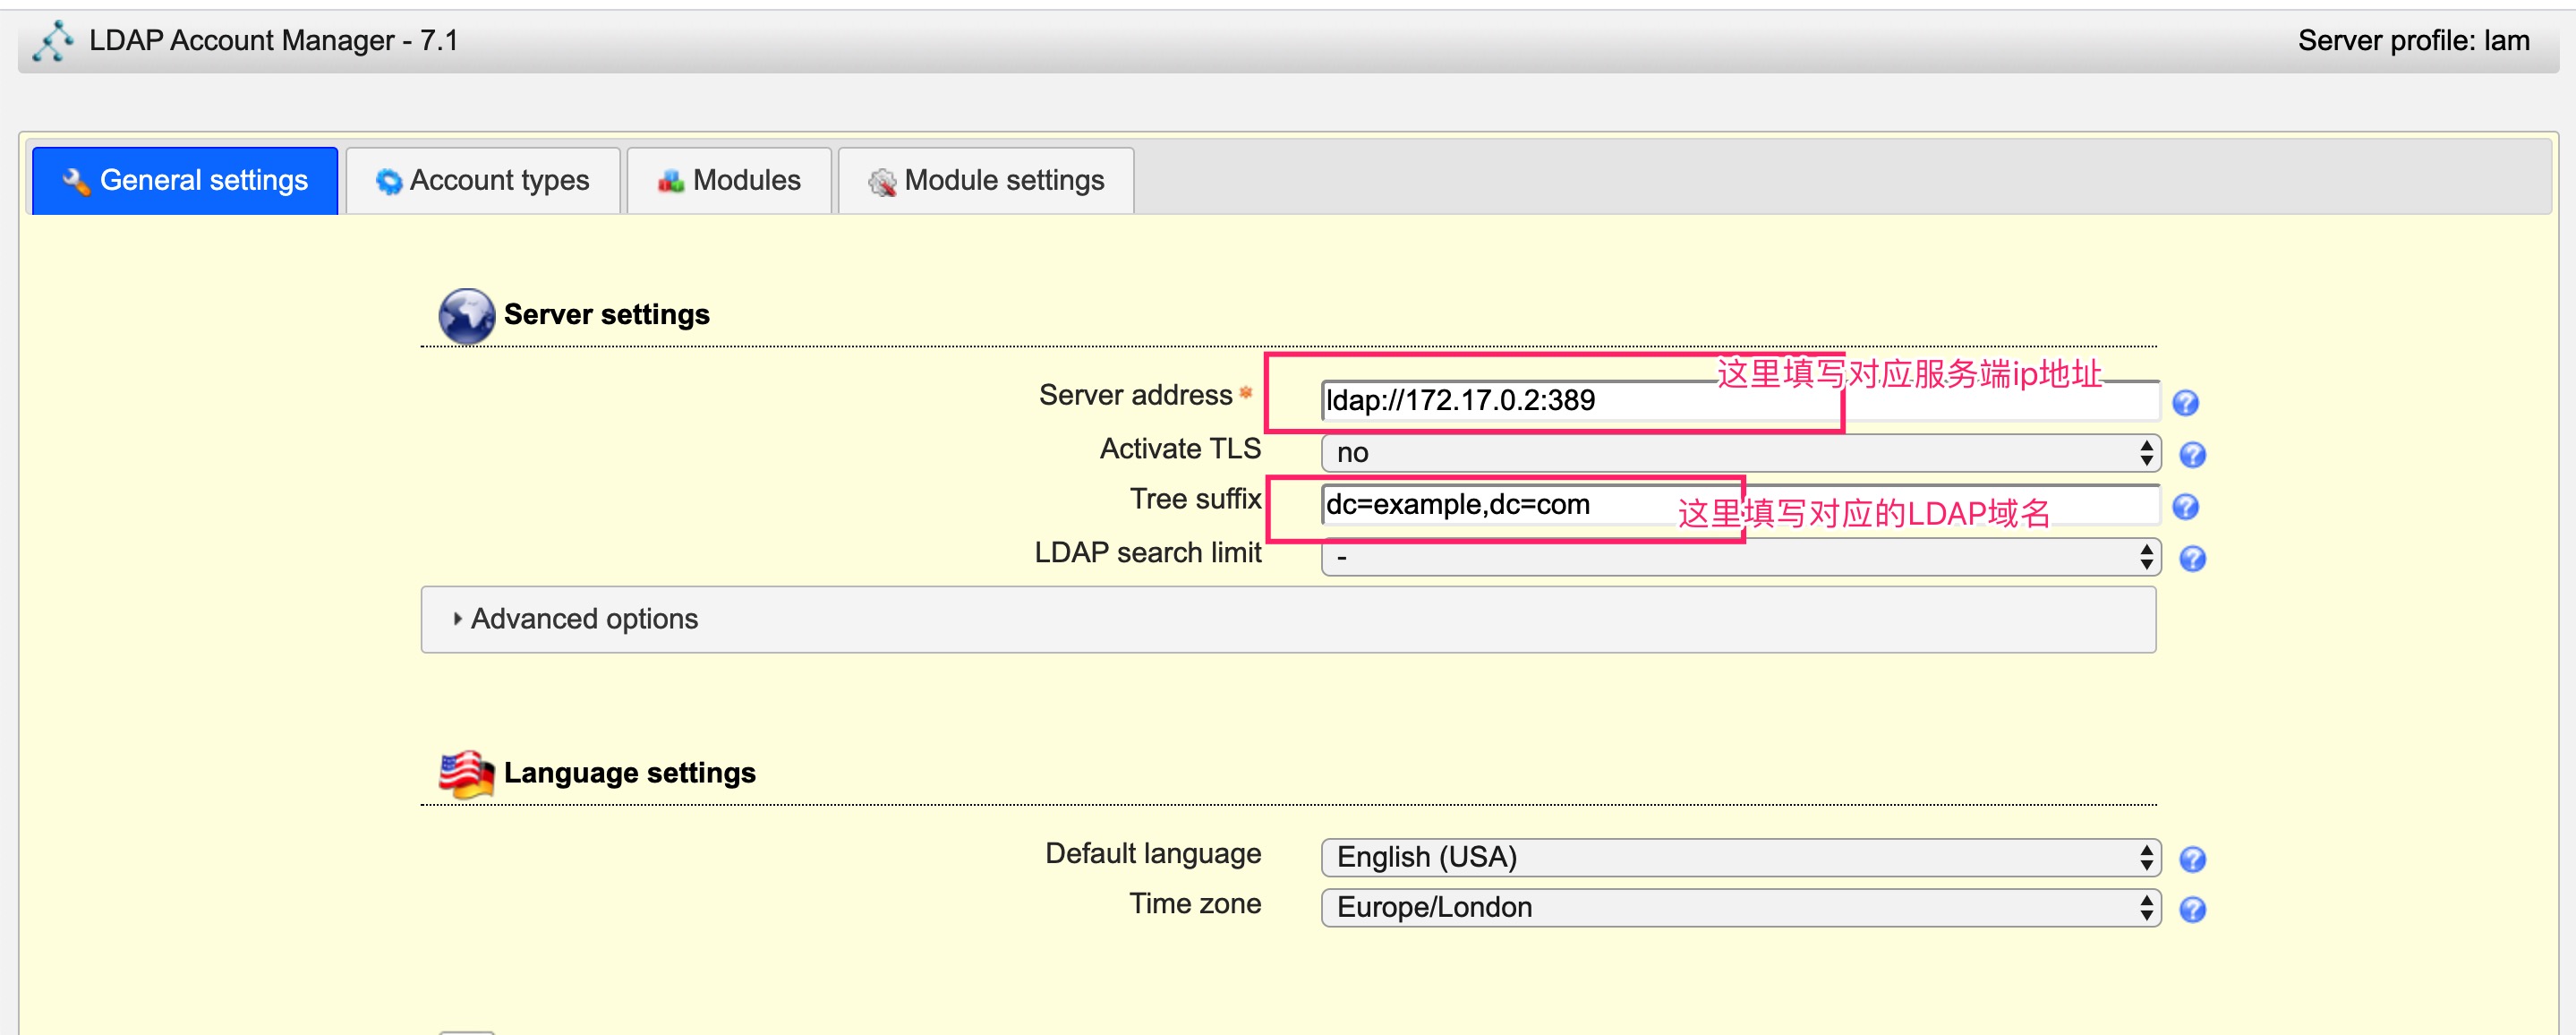 LDAP Account Manager - 7.1
Server profile: lam
General settings
Account types
Modules
Module settings
Server settings
这里填写对应服务端ip地址
Server address
ldap://172.17.0.2:389
Activate TLS
no
Tree suffix
dc=example,dc=com
这里填写对应的LDAP域名
LDAP search limit
-
Advanced options
Language settings
Default language
English (USA)
Time zone
Europe/London